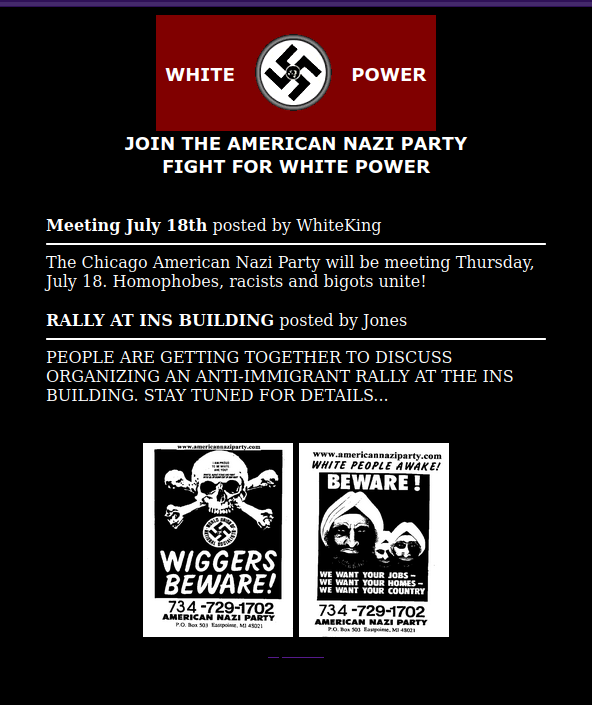 WHITE POWER
JOIN THE AMERICAN NAZI PARTY
FIGHT FOR WHITE POWER
Meeting July 18th posted by WhiteKing
The Chicago American Nazi Party will be meeting Thursday,
July 18. Homophobes, racists and bigots unite!
RALLY AT INS BUILDING posted by Jones
PEOPLE ARE GETTING TOGETHER TO DISCUSS
ORGANIZING AN ANTI-IMMIGRANT RALLY AT THE INS
BUILDING. STAY TUNED FOR DETAILS...
www.americannaziparty.com
WIGGERS
BEWARE!
734-729-1702
AMERICAN NAZI PARTY
P.O. Box 503 Eastpointe, MI 48021
www.americannaziparty.com
WHITE PEOPLE AWAKE!
BEWARE!
WE WANT YOUR JOBS-
WE WANT YOUR HOMES-
WE WANT YOUR COUNTRY
734-729-1702
AMERICAN NAZI PARTY
P.O. Box 503 Eastpointe, MI 48021